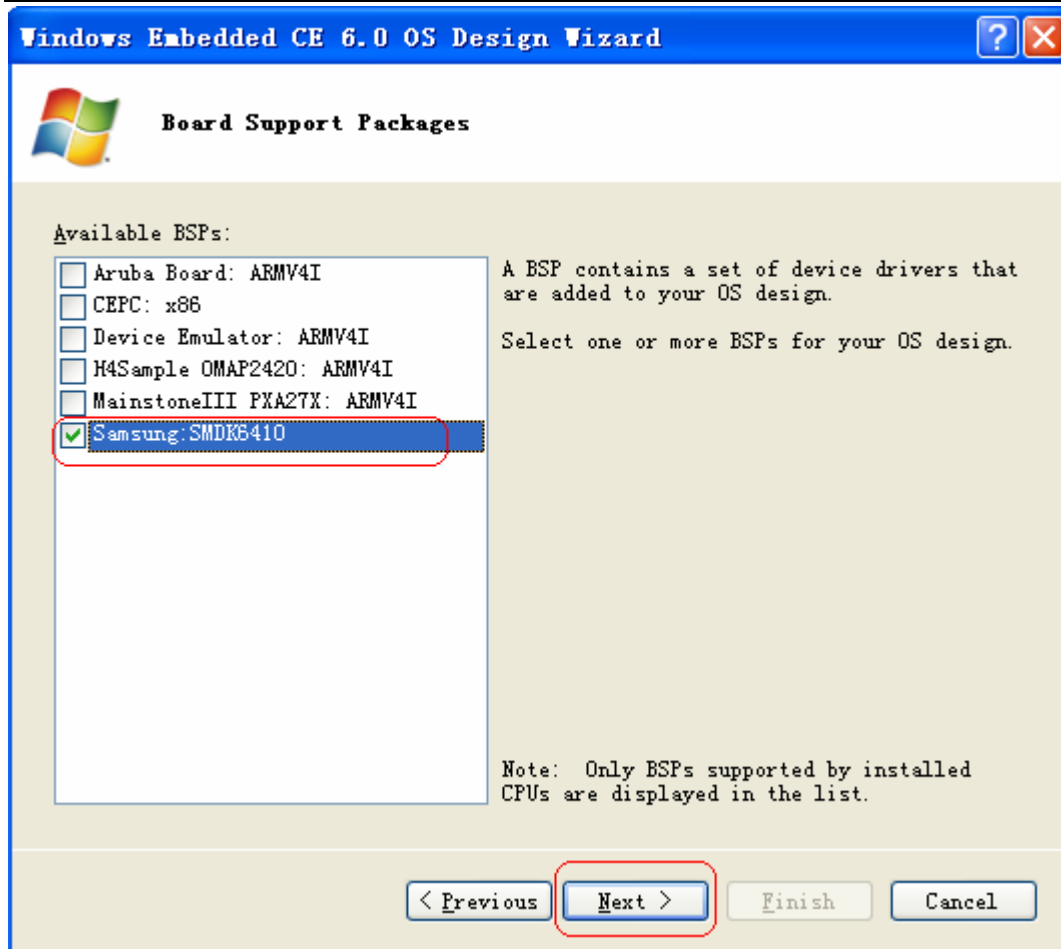 Windows Embedded CE 6.0 OS Design Wizard
Board Support Packages
Available BSPs:
Aruba Board: ARMV4I
CEPC: x86
Device Emulator: ARMV4I
H4Sample OMAP2420: ARMV4I
MainstoneIII PXA27X: ARMV4I
Samsung:SMDK6410
A BSP contains a set of device drivers that
are added to your OS design.
Select one or more BSPs for your OS design.
Note: Only BSPs supported by installed
CPUs are displayed in the list.
< Previous
Next >
Finish
Cancel